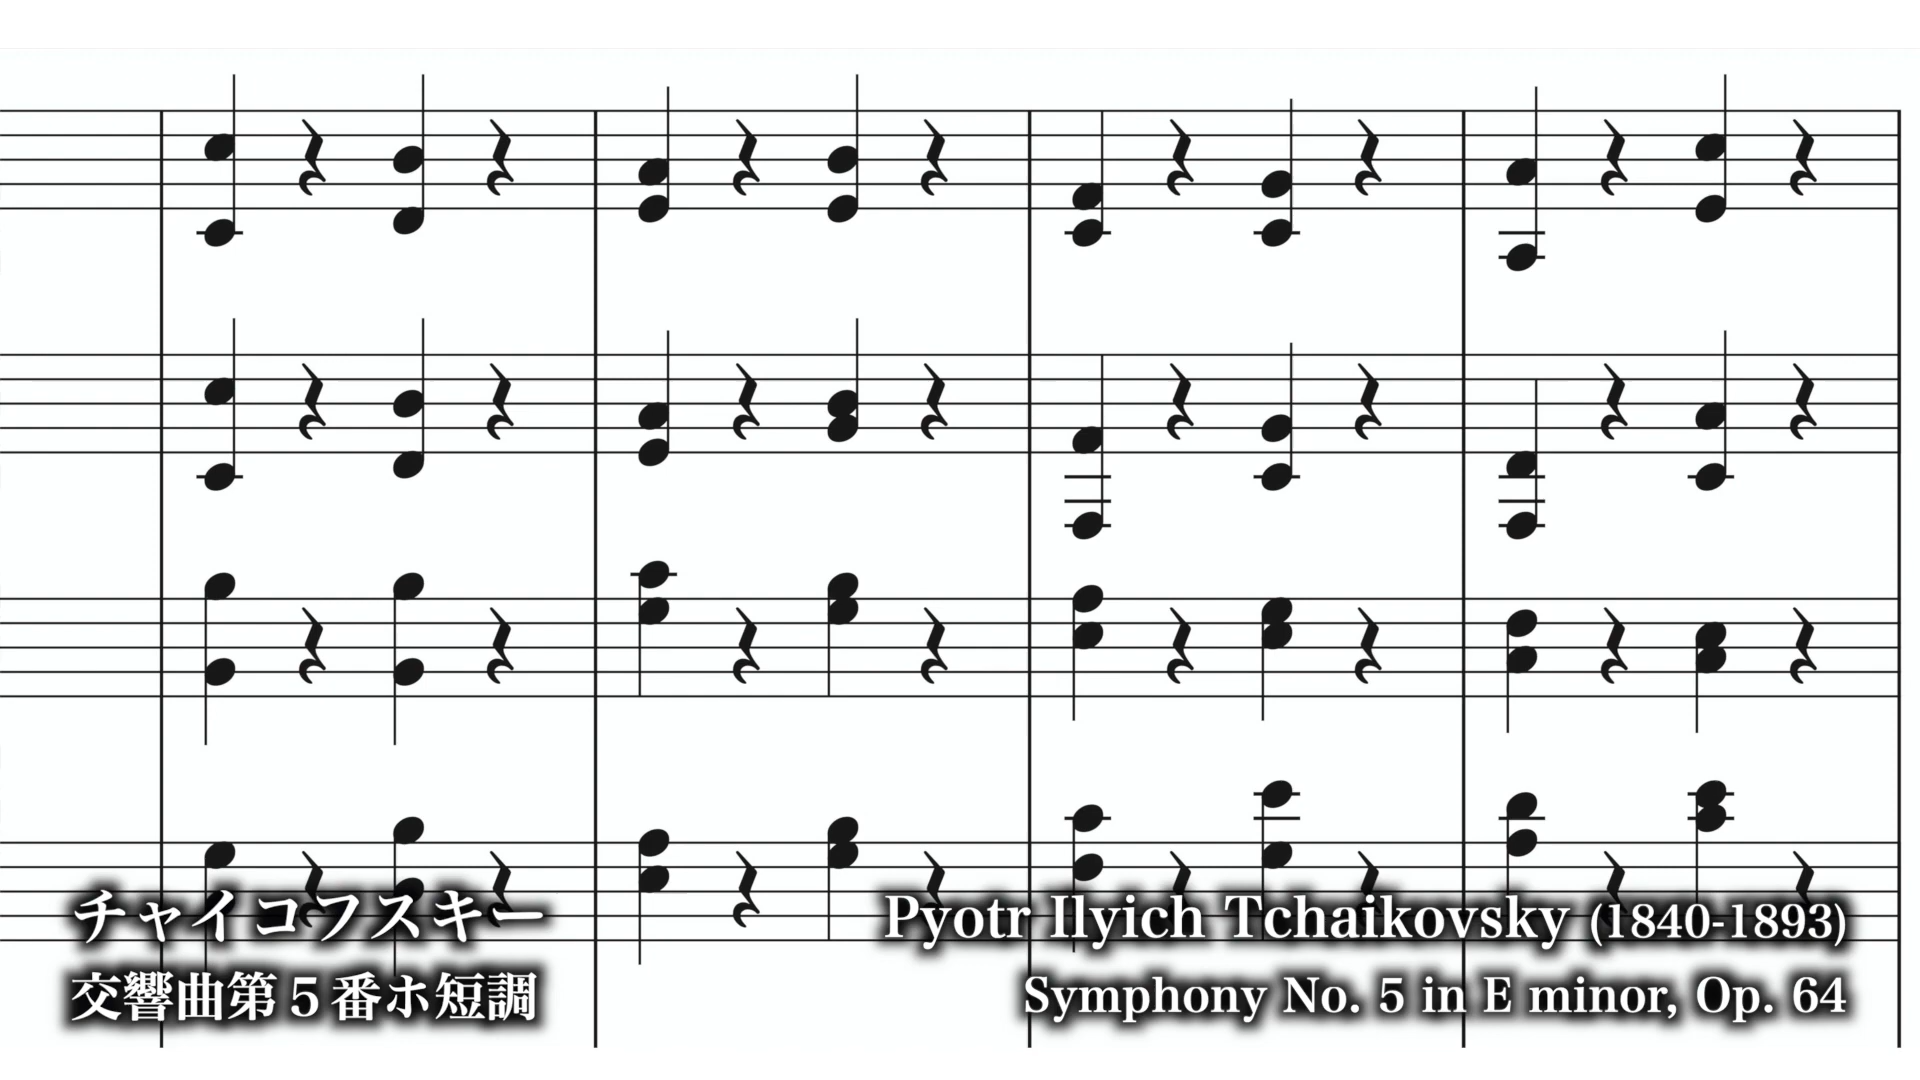 チャイコフスキー
交響曲第５番ホ短調
Pyotr Ilyich Tchaikovsky (1840-1893)
Symphony No. 5 in E minor, Op. 64